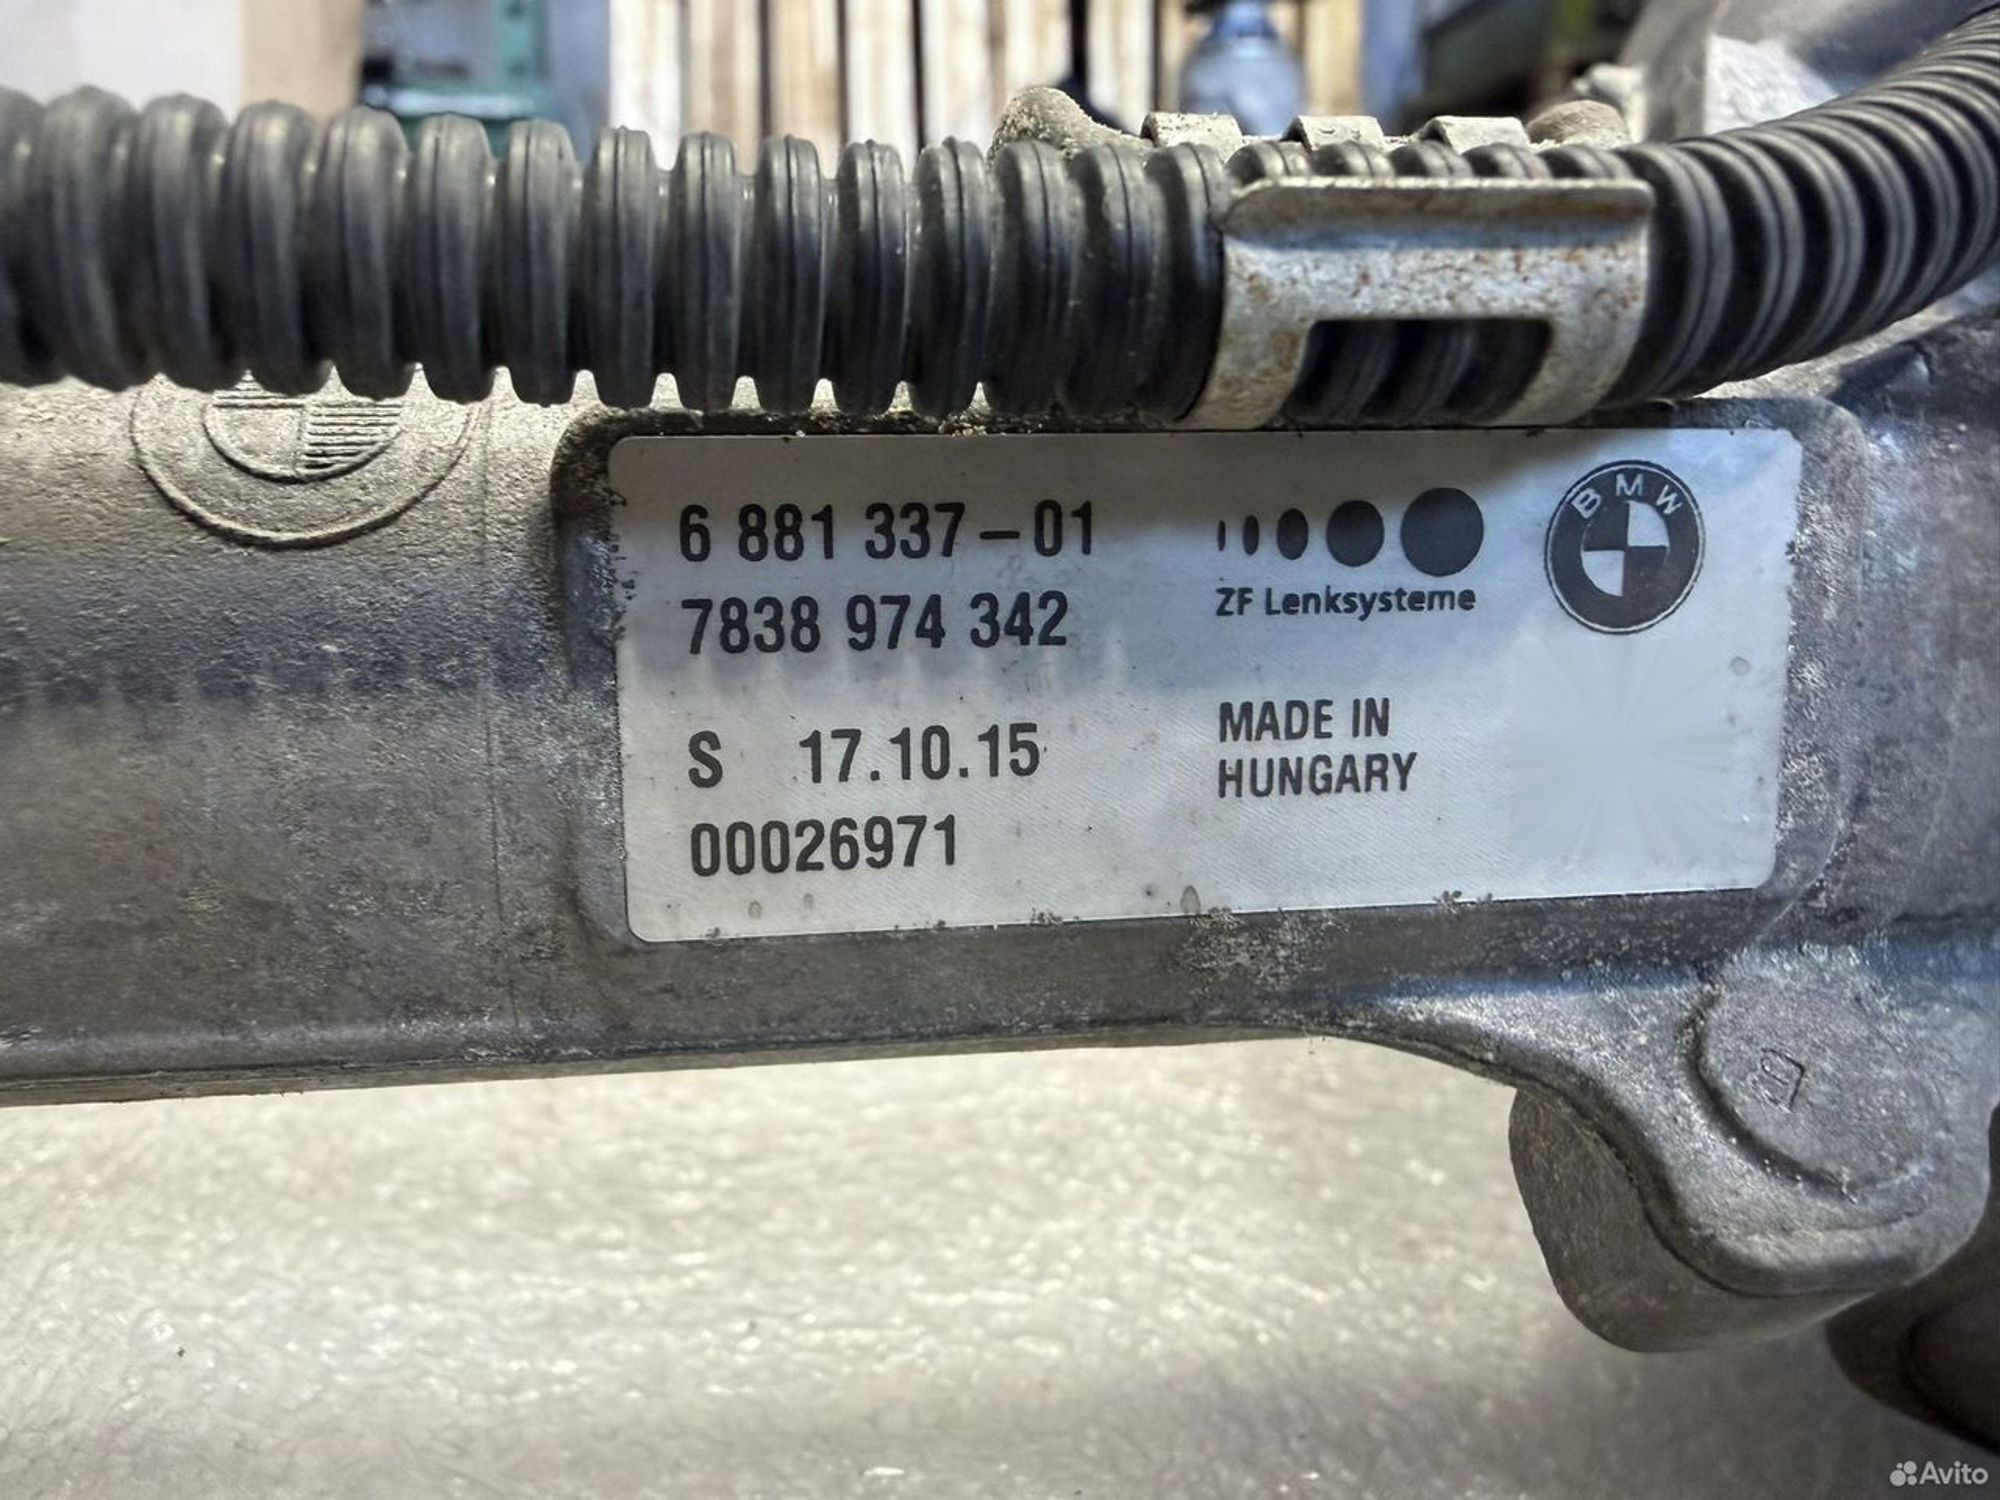 6 881 337-01
7838 974 342
S 17.10.15
00026971
ZF Lenksysteme
BMW
MADE IN
HUNGARY
Avito